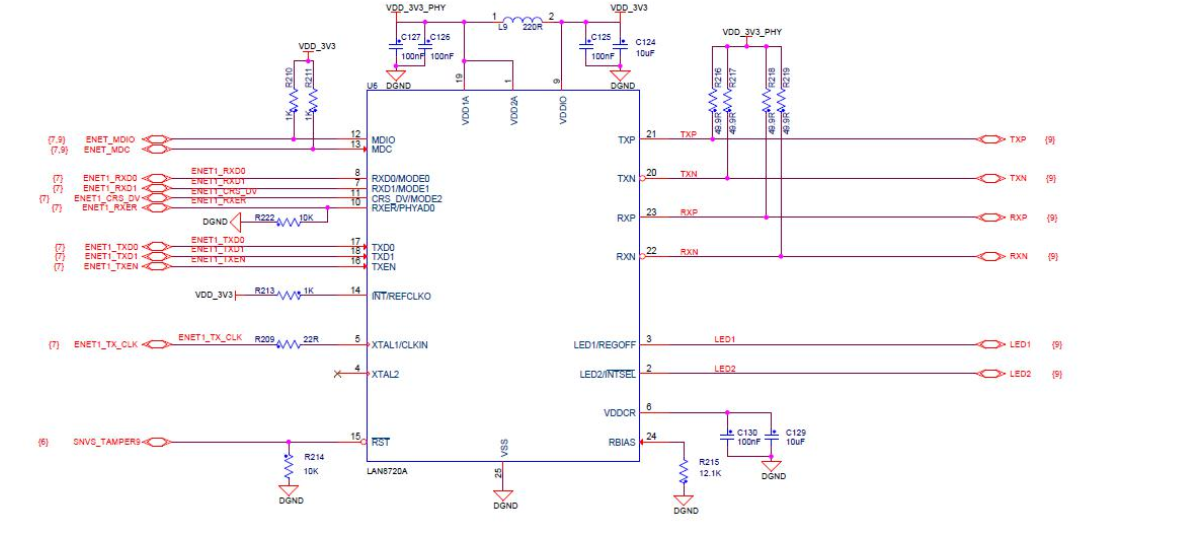 VDD_3V3_PHY
1
2
L9
220R
VDD_3V3
C127
100nF
C126
100nF
C125
100nF
C124
10uF
DGND
DGND
VDD_3V3
VDD_3V3_PHY
R210
1K
R211
1K
R216
49.9R
R217
49.9R
R218
49.9R
R219
49.9R
U6
19
VDD1A
1
VDD2A
9
VDDIO
{7,9} ENET_MDIO 12 MDIO
{7,9} ENET_MDC 13 MDC
TXP 21 TXP TXP {9}
{7} ENET1_RXD0 ENET1_RXD0 8 RXD0/MODE0
TXN 20 TXN TXN {9}
{7} ENET1_RXD1 ENET1_RXD1 7 RXD1/MODE1
{7} ENET1_CRS_DV ENET1_CRS_DV 11 CRS_DV/MODE2
{7} ENET1_RXER ENET1_RXER 10 RXER/PHYAD0
RXP 23 RXP RXP {9}
DGND R222 10K
{7} ENET1_TXD0 ENET1_TXD0 17 TXD0
{7} ENET1_TXD1 ENET1_TXD1 18 TXD1
RXN 22 RXN RXN {9}
{7} ENET1_TXEN ENET1_TXEN 16 TXEN
VDD_3V3 R213 1K 14 INT/REFCLKO
{7} ENET1_TX_CLK ENET1_TX_CLK R209 22R 5 XTAL1/CLKIN
LED1/REGOFF 3 LED1 LED1 {9}
4 XTAL2
LED2/INTSEL 2 LED2 LED2 {9}
VDDCR 6
C130
100nF
C129
10uF
DGND
{6} SNVS_TAMPER9 15 RST
RBIAS 24
R214
10K
DGND
VSS
25
DGND
LAN8720A
R215
12.1K
DGND